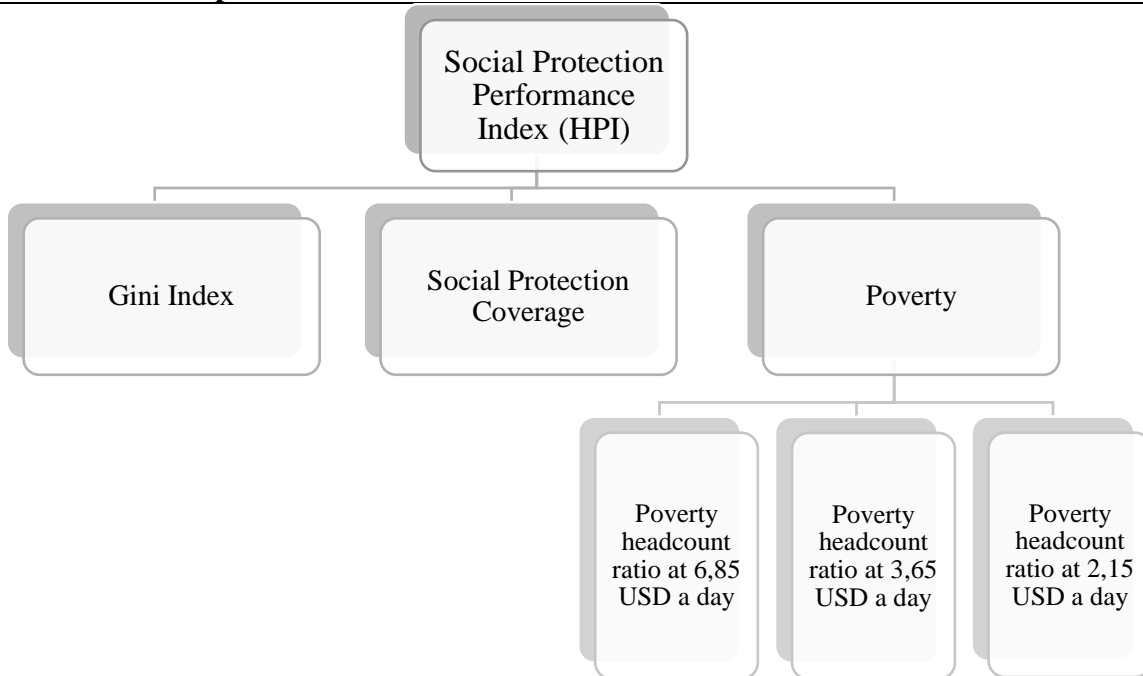 Social Protection
Performance
Index (HPI)
Gini Index
Social Protection
Coverage
Poverty
Poverty
headcount
ratio at 6,85
USD a day
Poverty
headcount
ratio at 3,65
USD a day
Poverty
headcount
ratio at 2,15
USD a day